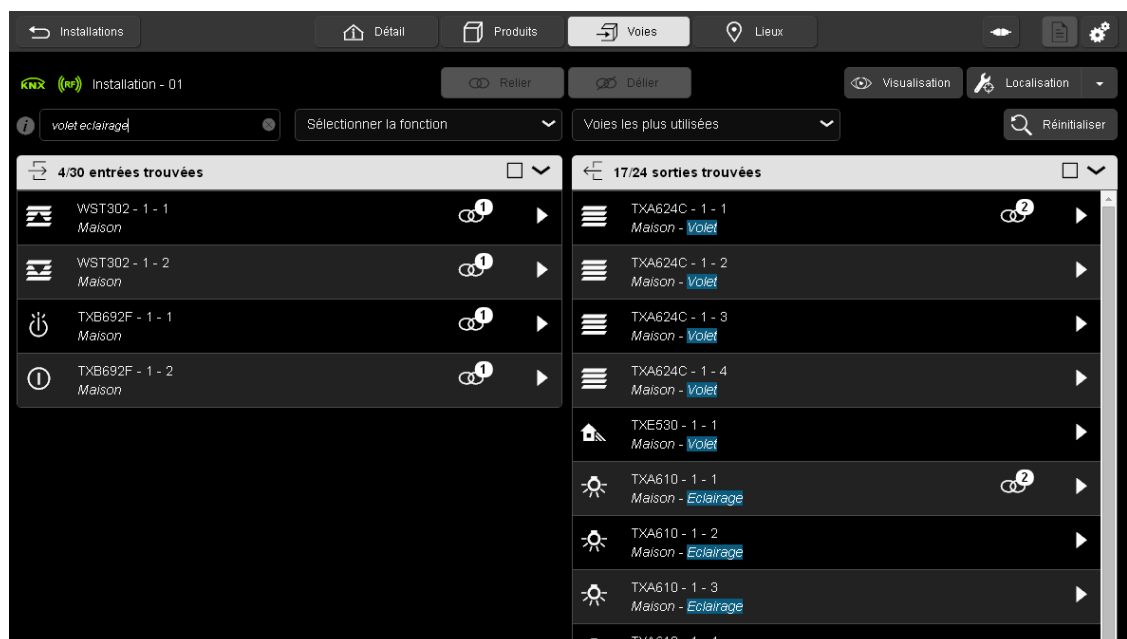 Installations
Détail
Produits
Voies
Lieux
KNX (RF) Installation - 01
Relier
Délier
Visualisation
Localisation
volet eclairage
Sélectionner la fonction
Voies les plus utilisées
Réinitialiser
4/30 entrées trouvées
WST302 - 1 - 1
1
Maison
WST302 - 1 - 2
1
Maison
TXB692F - 1 - 1
1
Maison
TXB692F - 1 - 2
1
Maison
17/24 sorties trouvées
TXA624C - 1 - 1
2
Maison - Volet
TXA624C - 1 - 2
Maison - Volet
TXA624C - 1 - 3
Maison - Volet
TXA624C - 1 - 4
Maison - Volet
TXE530 - 1 - 1
Maison - Volet
TXA610 - 1 - 1
2
Maison - Eclairage
TXA610 - 1 - 2
Maison - Eclairage
TXA610 - 1 - 3
Maison - Eclairage